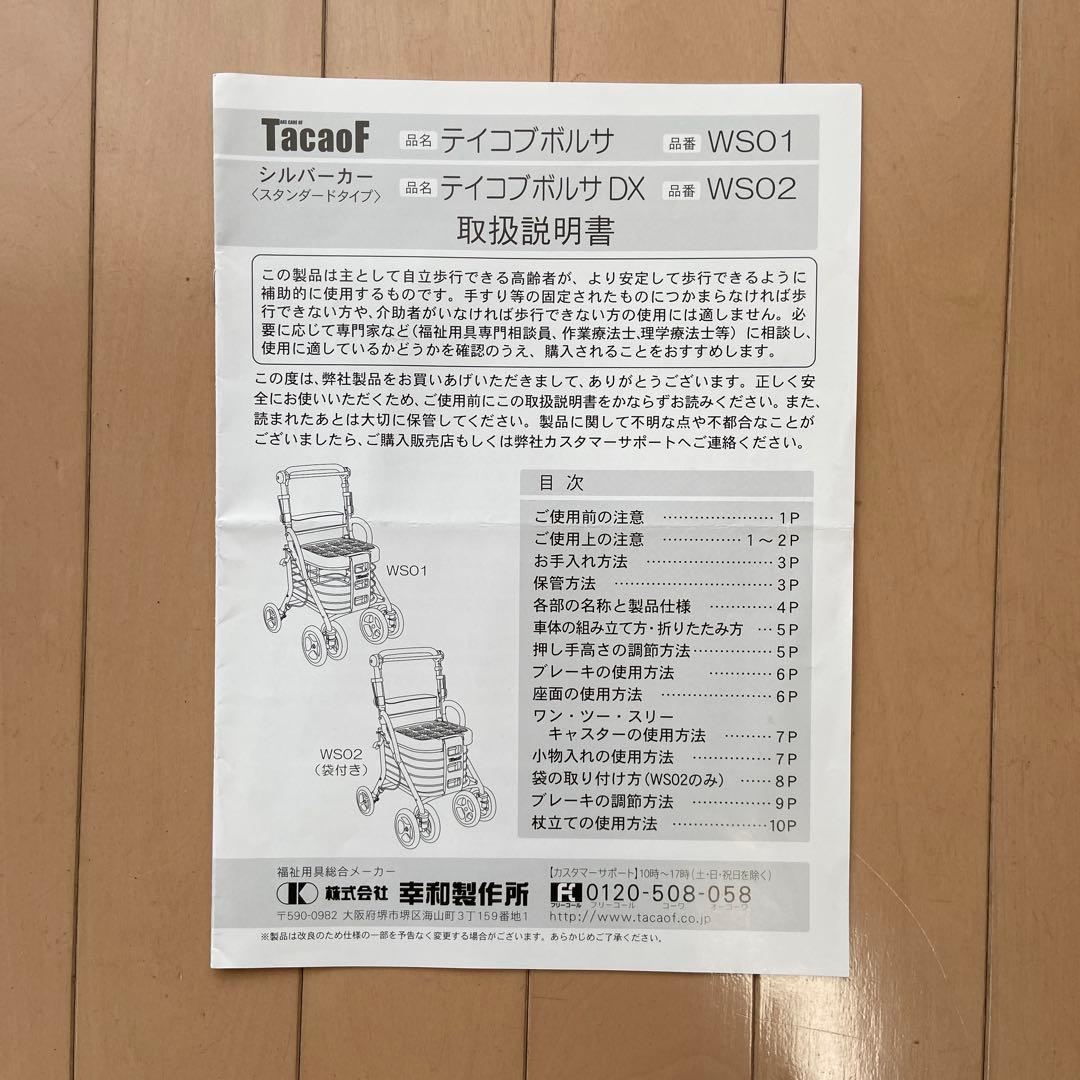 TAKE CARE OF
TacaoF 品名 テイコブボルサ 品番 WS01
シルバーカー
〈スタンダードタイプ〉 品名 テイコブボルサDX 品番 WS02
取扱説明書
この製品は主として自立歩行できる高齢者が、より安定して歩行できるように
補助的に使用するものです。手すり等の固定されたものにつかまらなければ歩
行できない方や、介助者がいなければ歩行できない方の使用には適しません。必
要に応じて専門家など(福祉用具専門相談員、作業療法士、理学療法士等)に相談し、
使用に適しているかどうかを確認のうえ、購入されることをおすすめします。
この度は、弊社製品をお買いあげいただきまして、ありがとうございます。正しく安
全にお使いいただくため、ご使用前にこの取扱説明書をかならずお読みください。また、
読まれたあとは大切に保管してください。製品に関して不明な点や不都合なことが
ございましたら、ご購入販売店もしくは弊社カスタマーサポートへご連絡ください。
WS01
WS02
(袋付き)
目次
ご使用前の注意 ………………… 1P
ご使用上の注意 …………… 1〜2P
お手入れ方法 …………………… 3P
保管方法 ………………………… 3P
各部の名称と製品仕様 ………… 4P
車体の組み立て方・折りたたみ方 …5P
押し手高さの調節方法…………… 5P
ブレーキの使用方法 …………… 6P
座面の使用方法 ………………… 6P
ワン・ツー・スリー
キャスターの使用方法 ………7P
小物入れの使用方法 …………… 7P
袋の取り付け方(WS02のみ) …… 8P
ブレーキの調節方法 …………… 9P
杖立ての使用方法 ………………10P
福祉用具総合メーカー
K 株式会社 幸和製作所
〒590-0982 大阪府堺市堺区海山町3丁159番地1
【カスタマーサポート】10時〜17時(土・日・祝日を除く)
フリーコール 0120-508-058
フリーコール コーワ オーコーワ
http://www.tacaof.co.jp
※製品は改良のため仕様の一部を予告なく変更する場合がございます。あらかじめご了承ください。